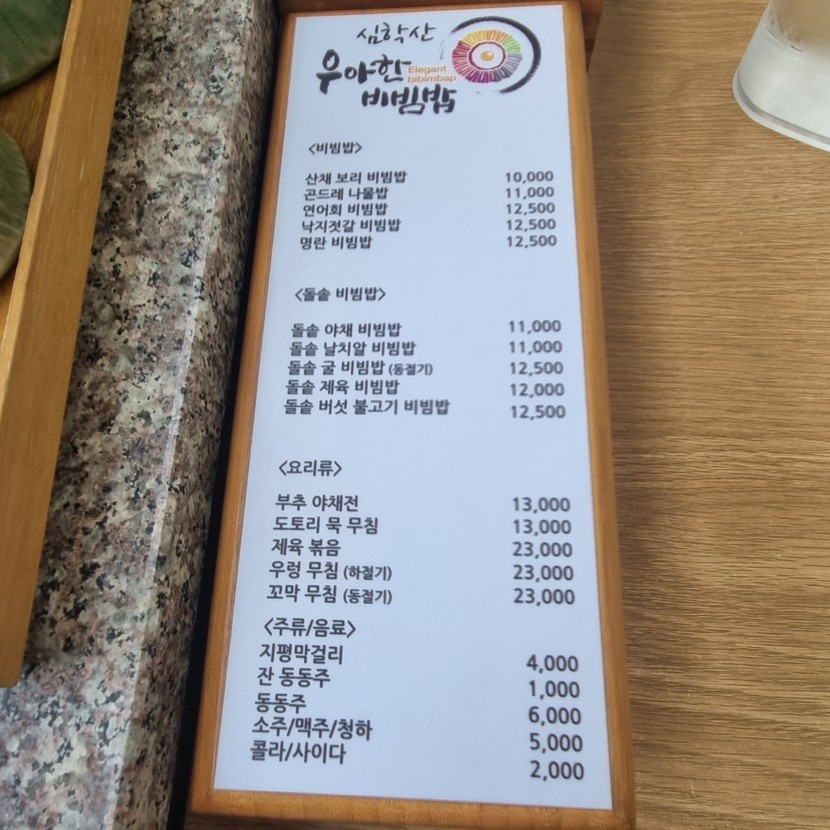 심학산
우아한
Elegant
bibimbap
비빔밥
<비빔밥>
산채 보리 비빔밥 10,000
곤드레 나물밥 11,000
연어회 비빔밥 12,500
낙지젓갈 비빔밥 12,500
명란 비빔밥 12,500
<돌솥 비빔밥>
돌솥 야채 비빔밥 11,000
돌솥 날치알 비빔밥 11,000
돌솥 굴 비빔밥 (동절기) 12,500
돌솥 제육 비빔밥 12,000
돌솥 버섯 불고기 비빔밥 12,500
<요리류>
부추 야채전 13,000
도토리 묵 무침 13,000
제육 볶음 23,000
우렁 무침 (하절기) 23,000
꼬막 무침 (동절기) 23,000
<주류/음료>
지평막걸리 4,000
잔 동동주 1,000
동동주 6,000
소주/맥주/청하 5,000
콜라/사이다 2,000